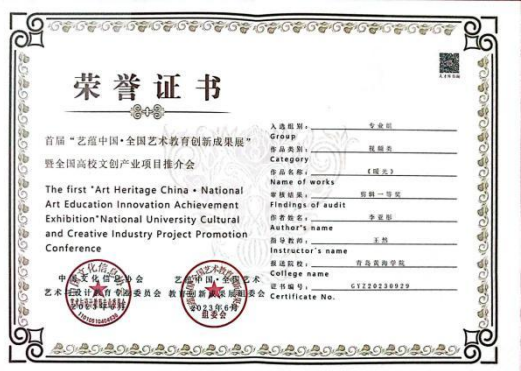 荣誉证书
首届“艺蕴中国·全国艺术教育创新成果展”
暨全国高校文创产业项目推介会
The first "Art Heritage China • National
Art Education Innovation Achievement
Exhibition"National University Cultural
and Creative Industry Project Promotion
Conference
入选组别: 专业组
Group
作品类别: 视频类
Category
作品名称: 《暖光》
Name of works
审核结果: 剪辑一等奖
Findings of audit
作者姓名: 李亚彤
Author's name
指导教师: 王然
Instructor's name
报送院校: 青岛黄海学院
College name
证书编号: GYZ20230929
Certificate No.
2023年6月
组委会